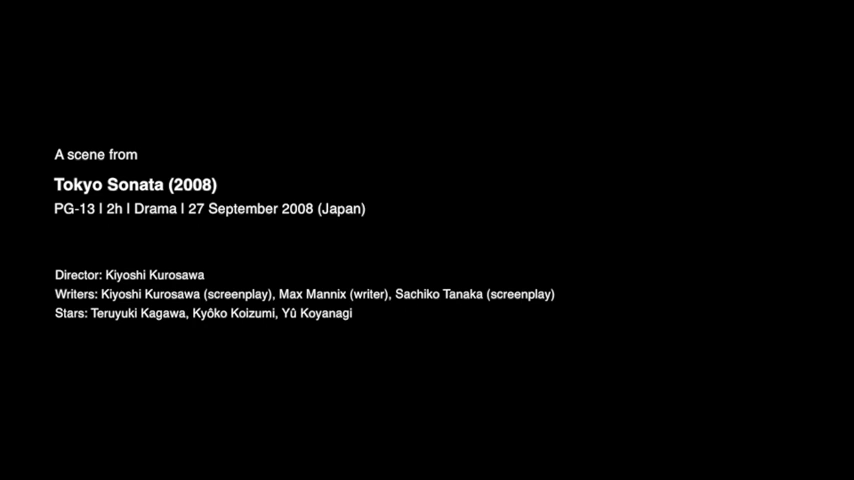 A scene from
Tokyo Sonata (2008)
PG-13 | 2h | Drama | 27 September 2008 (Japan)
Director: Kiyoshi Kurosawa
Writers: Kiyoshi Kurosawa (screenplay), Max Mannix (writer), Sachiko Tanaka (screenplay)
Stars: Teruyuki Kagawa, Kyôko Koizumi, Yû Koyanagi